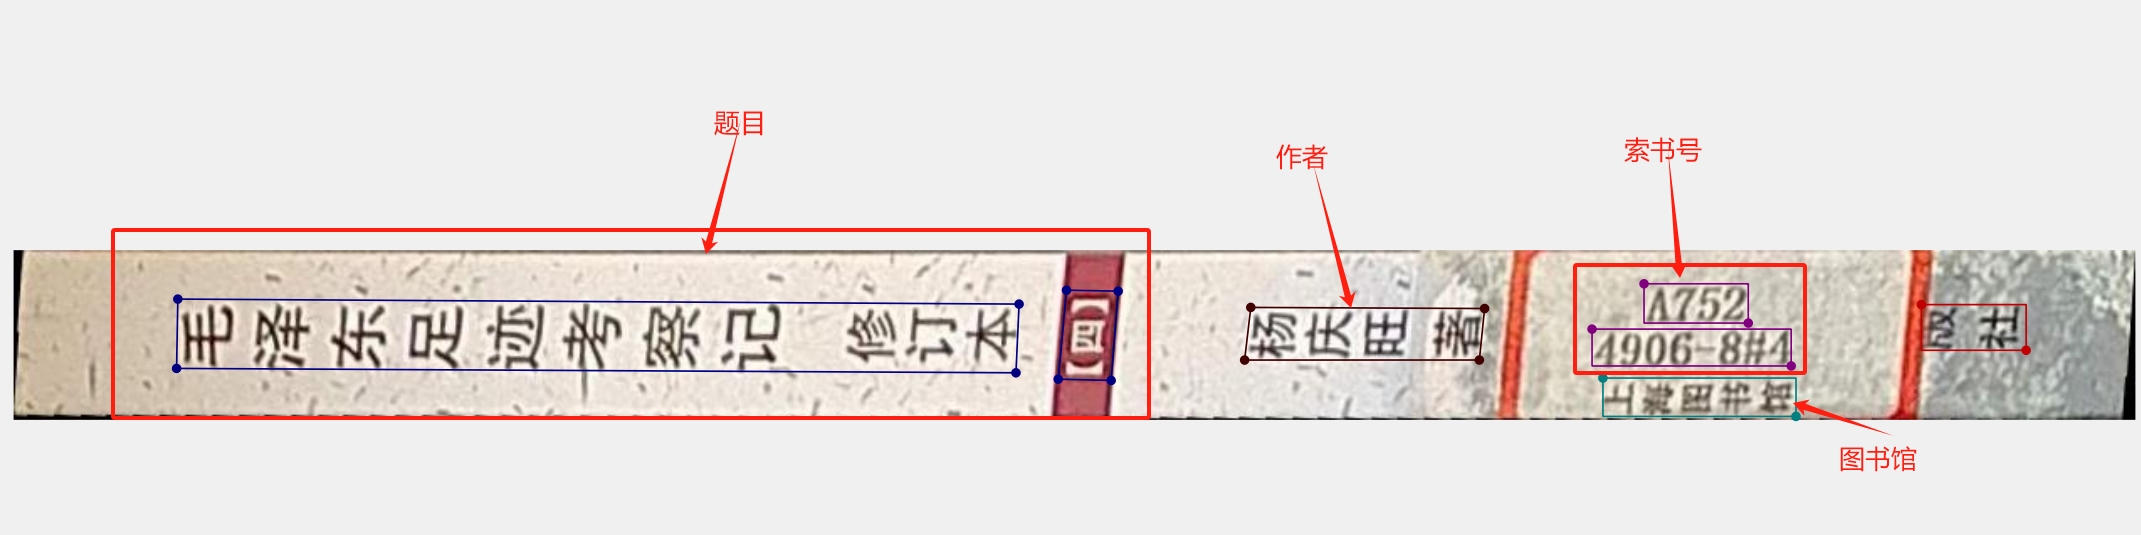 题目
作者
索书号
毛泽东足迹考察记 修订本
【四】
杨庆旺 著
A752
4906-8#4
上海图书馆
版社
图书馆